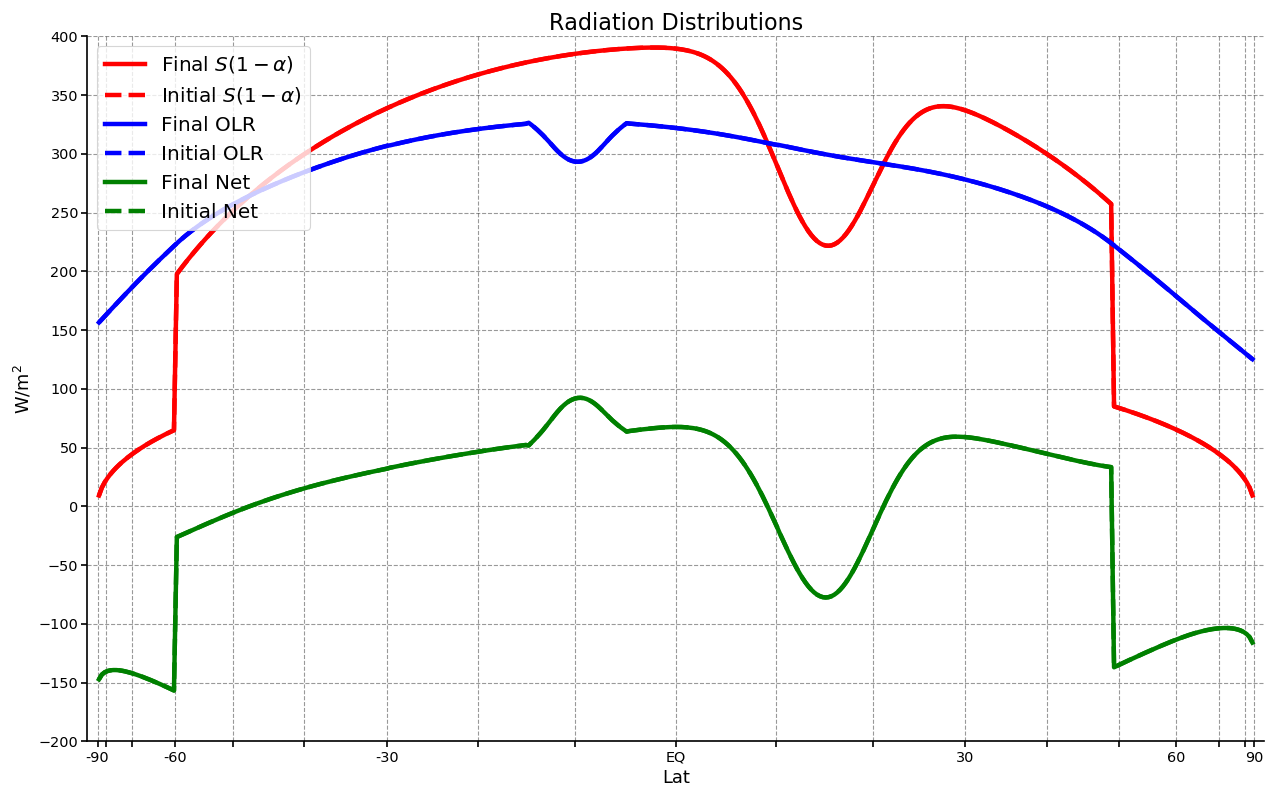 Radiation Distributions
400
350
300
250
200
150
100
50
0
−50
−100
−150
−200
W/m²
Final S(1 − α)
Initial S(1 − α)
Final OLR
Initial OLR
Final Net
Initial Net
-90 -60 -30 EQ 30 60 90
Lat